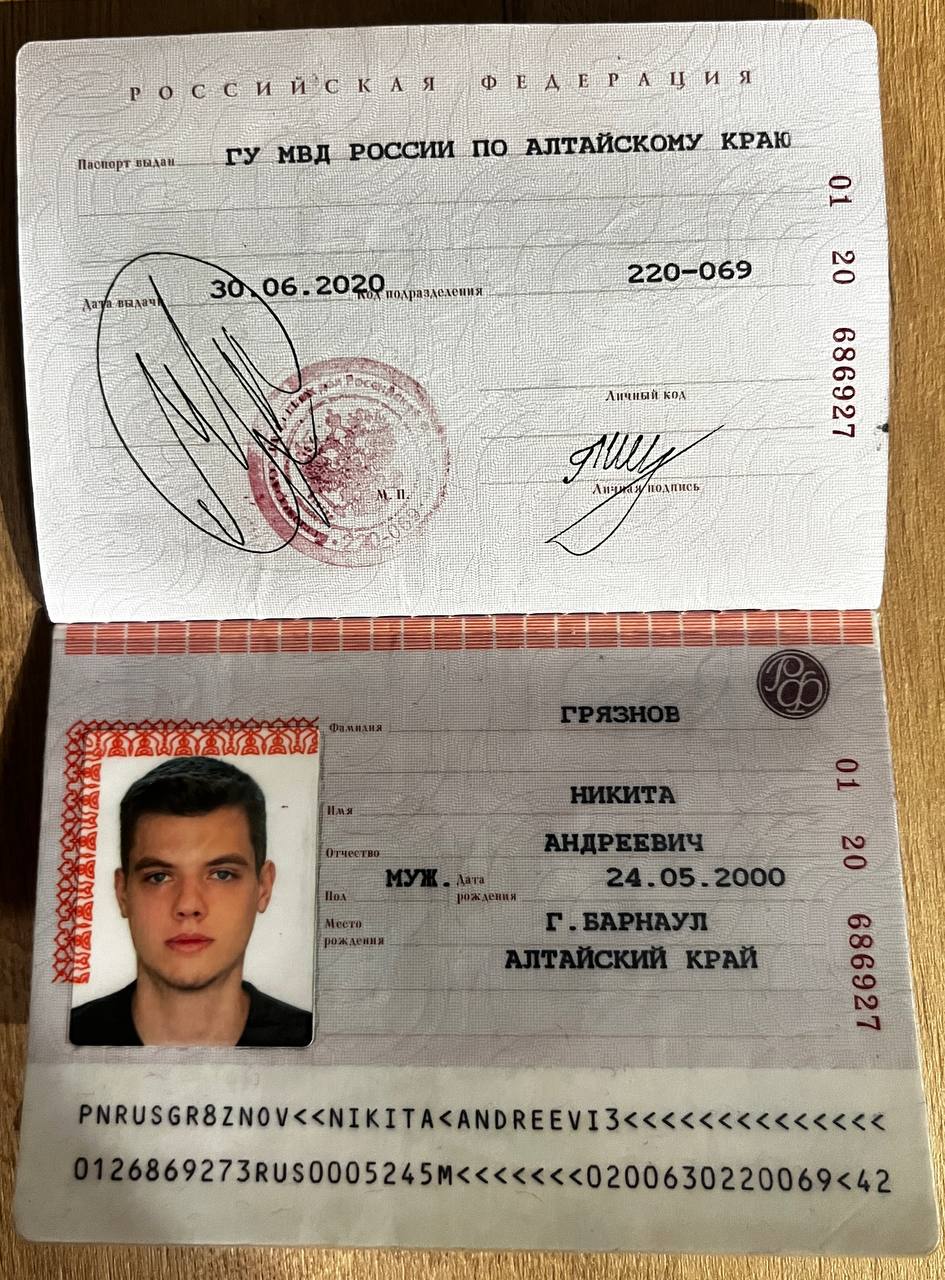 РОССИЙСКАЯ ФЕДЕРАЦИЯ
Паспорт выдан ГУ МВД РОССИИ ПО АЛТАЙСКОМУ КРАЮ
Дата выдачи 30.06.2020 Код подразделения 220-069
01 20 686927
Личный код
М. П.
Личная подпись
220-069
РФ
Фамилия ГРЯЗНОВ
Имя НИКИТА
Отчество АНДРЕЕВИЧ
Пол МУЖ. Дата рождения 24.05.2000
Место рождения Г.БАРНАУЛ
АЛТАЙСКИЙ КРАЙ
01 20 686927
PNRUSGR8ZNOV<<NIKITA<ANDREEVI3<<<<<<<<<<<<<<
0126869273RUS0005245M<<<<<<<0200630220069<42